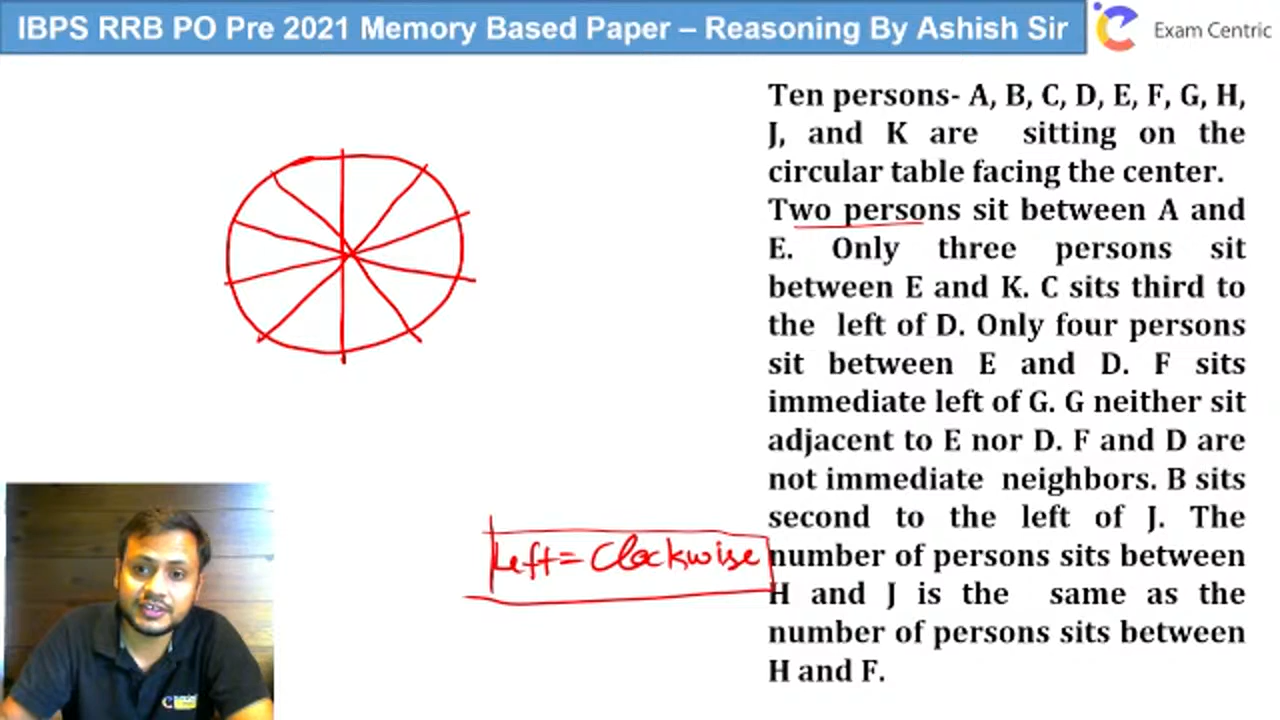 IBPS RRB PO Pre 2021 Memory Based Paper – Reasoning By Ashish Sir
Exam Centric
Ten persons- A, B, C, D, E, F, G, H,
J, and K are sitting on the
circular table facing the center.
Two persons sit between A and
E. Only three persons sit
between E and K. C sits third to
the left of D. Only four persons
sit between E and D. F sits
immediate left of G. G neither sit
adjacent to E nor D. F and D are
not immediate neighbors. B sits
second to the left of J. The
number of persons sits between
H and J is the same as the
number of persons sits between
H and F.
Left = Clockwise